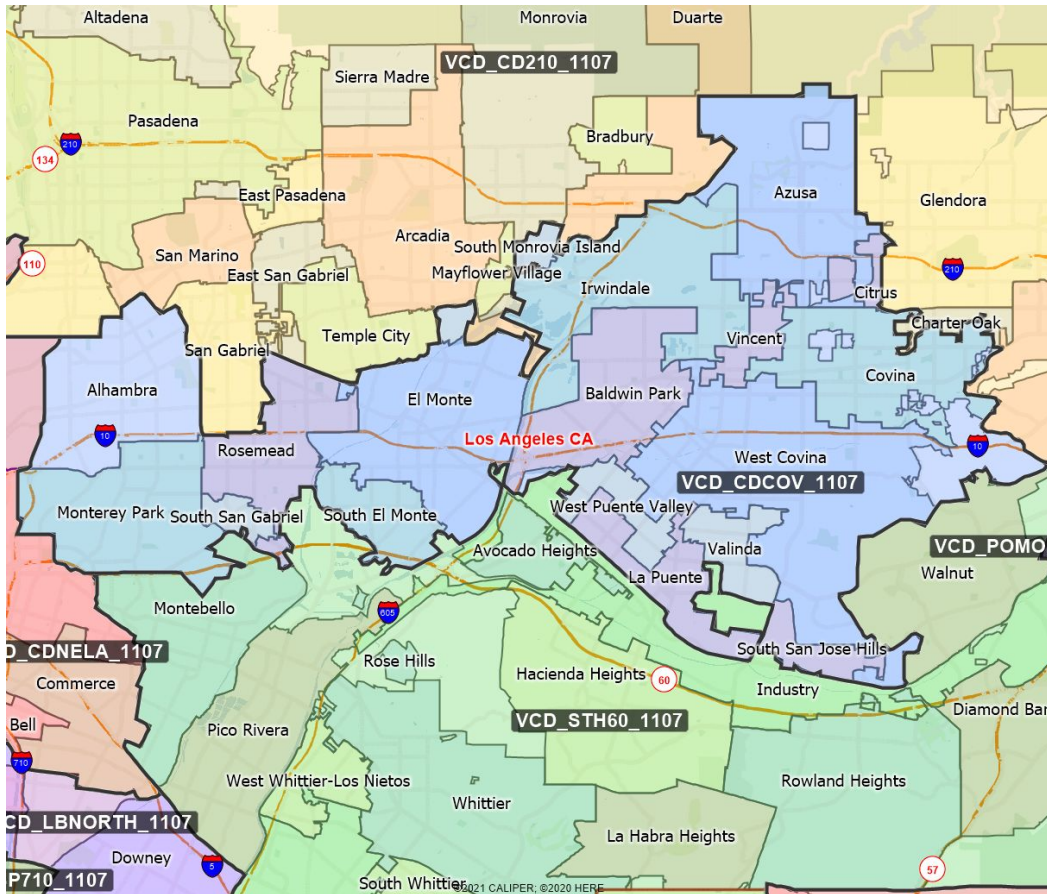 Altadena
Monrovia
Duarte
VCD_CD210_1107
Sierra Madre
Pasadena
210
134
Bradbury
Azusa
East Pasadena
Glendora
Arcadia
South Monrovia Island
San Marino
110
East San Gabriel
Mayflower Village
Irwindale
210
Citrus
Charter Oak
Temple City
San Gabriel
Vincent
Covina
Alhambra
Baldwin Park
El Monte
10
Los Angeles CA
10
Rosemead
West Covina
VCD_CDCOV_1107
West Puente Valley
Monterey Park
South San Gabriel
South El Monte
Avocado Heights
Valinda
VCD_POMO
Walnut
La Puente
Montebello
605
D_CDNELA_1107
South San Jose Hills
Rose Hills
Hacienda Heights
60
Commerce
Industry
Diamond Bar
VCD_STH60_1107
Bell
Pico Rivera
710
West Whittier-Los Nietos
Rowland Heights
Whittier
CD_LBNORTH_1107
La Habra Heights
Downey
5
57
P710_1107
South Whittier
©2021 CALIPER; ©2020 HERE